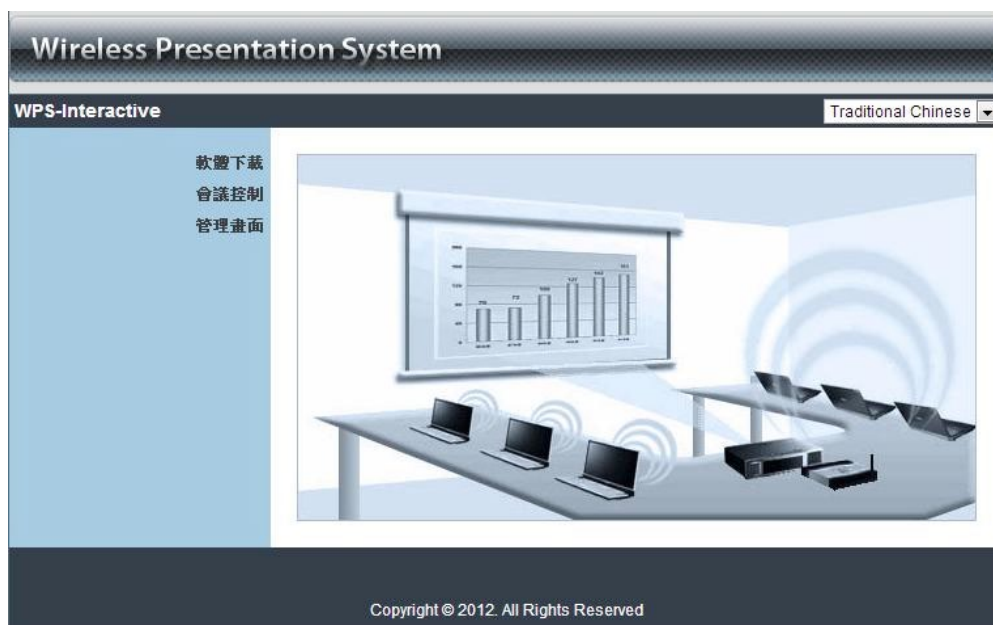 Wireless Presentation System
WPS-Interactive
Traditional Chinese
軟體下載
會議控制
管理畫面
Copyright © 2012. All Rights Reserved